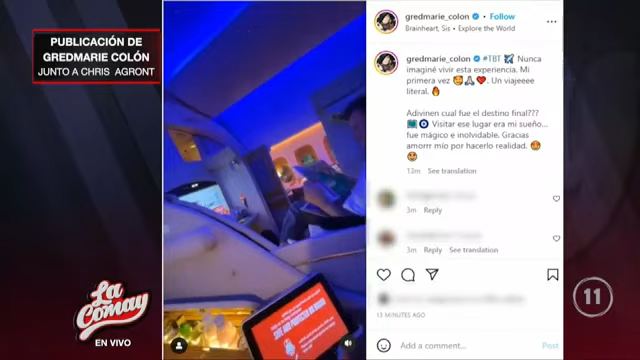 PUBLICACIÓN DE
GREDMARIE COLÓN
JUNTO A CHRIS AGRONT
La
Comay
EN VIVO
gredmarie_colon • Follow
Brainheart, Sis • Explore the World
gredmarie_colon #TBT ✈️ Nunca
imaginé vivir esta experiencia. Mi
primera vez 🥰🙏❤️. Un viajeeee
literal. 🔥
Adivinen cual fue el destino final???
🧿 Visitar ese lugar era mi sueño...
fue mágico e inolvidable. Gracias
amorrr mío por hacerlo realidad. 🥰
🥰
13m See translation
3m Reply
3m Reply See translation
13 MINUTES AGO
Add a comment... Post
11